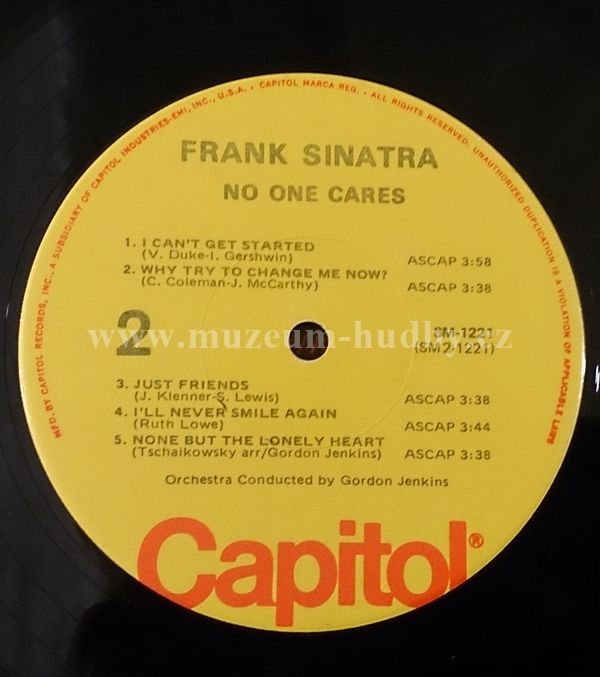 MFD. BY CAPITOL RECORDS, INC., A SUBSIDIARY OF CAPITOL INDUSTRIES-EMI, INC., U.S.A. • CAPITOL MARCA REG. • ALL RIGHTS RESERVED. UNAUTHORIZED DUPLICATION IS A VIOLATION OF APPLICABLE LAWS
FRANK SINATRA
NO ONE CARES
1. I CAN'T GET STARTED
(V. Duke-I. Gershwin) ASCAP 3:58
2. WHY TRY TO CHANGE ME NOW?
(C. Coleman-J. McCarthy) ASCAP 3:38
2
SM-1221
(SM2-1221)
www.muzeum-hudby.cz
3. JUST FRIENDS
(J. Klenner-S. Lewis) ASCAP 3:38
4. I'LL NEVER SMILE AGAIN
(Ruth Lowe) ASCAP 3:44
5. NONE BUT THE LONELY HEART
(Tschaikowsky arr/Gordon Jenkins) ASCAP 3:38
Orchestra Conducted by Gordon Jenkins
Capitol®